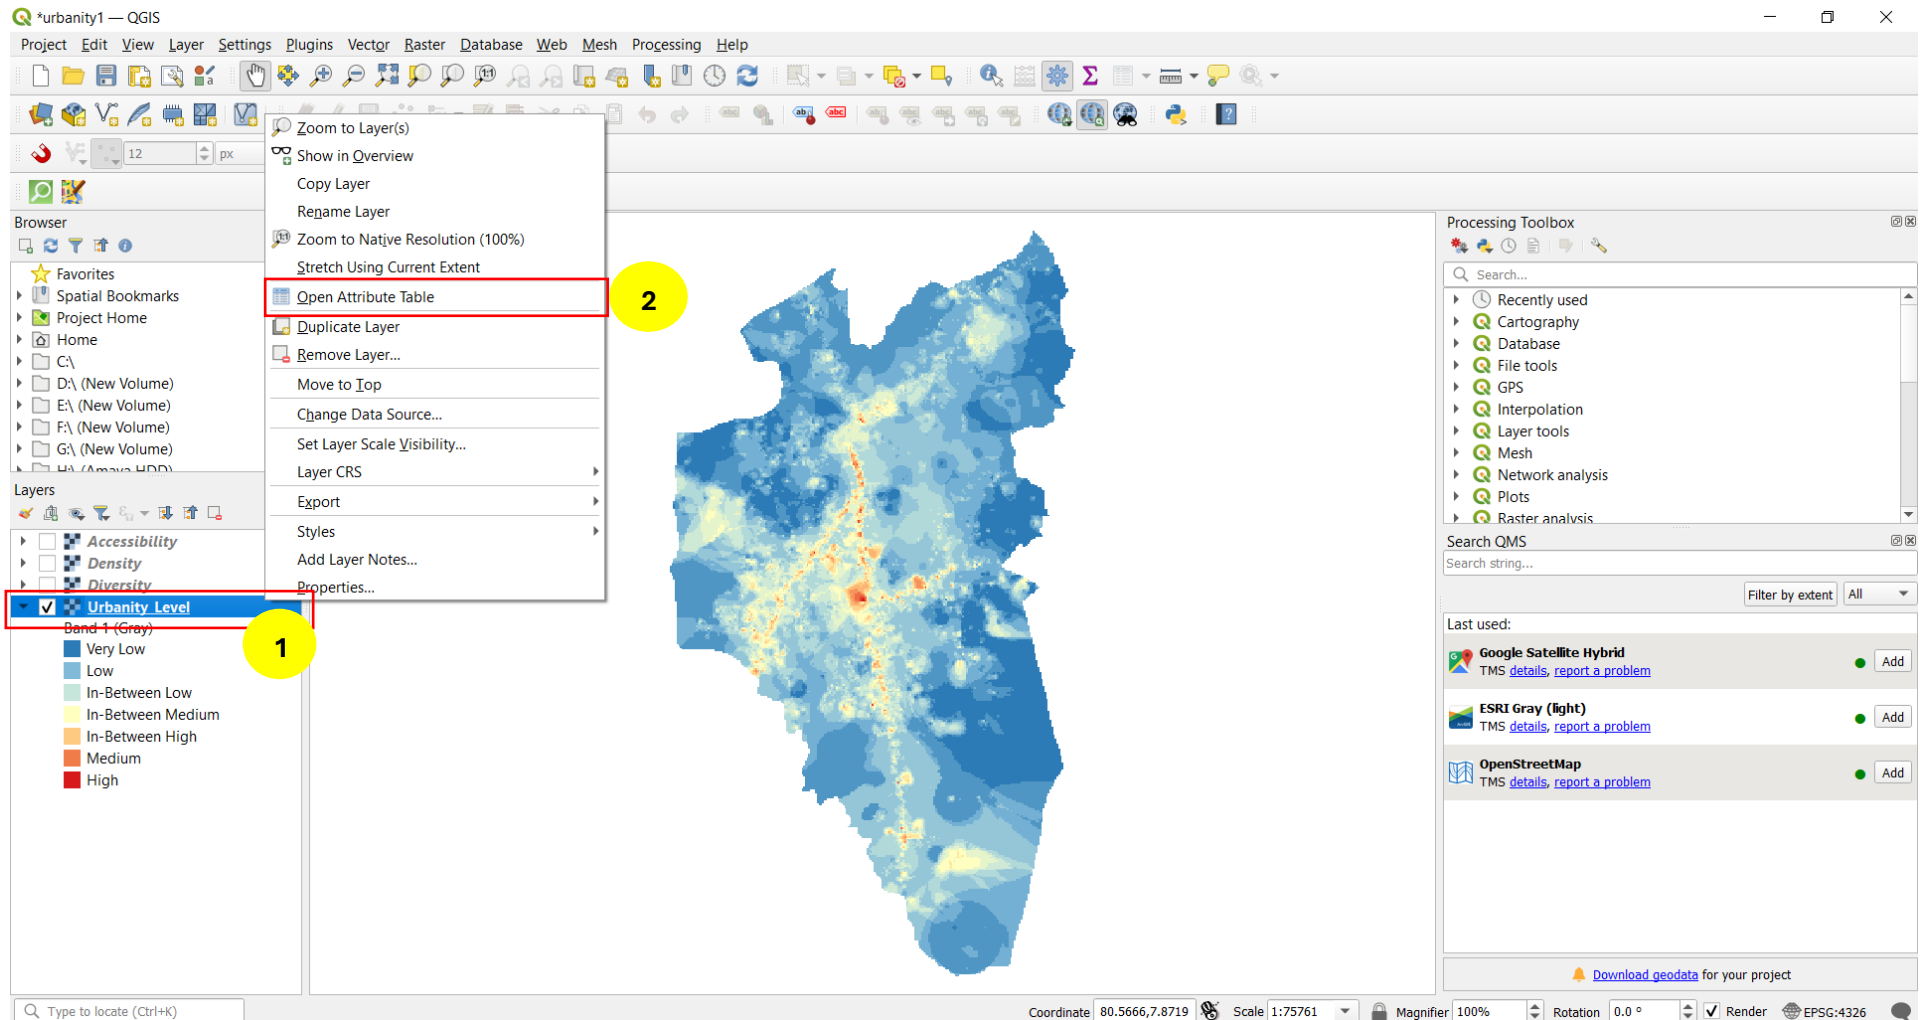 *urbanity1 — QGIS
Project Edit View Layer Settings Plugins Vector Raster Database Web Mesh Processing Help
12 px
Zoom to Layer(s)
Show in Overview
Copy Layer
Rename Layer
Zoom to Native Resolution (100%)
Stretch Using Current Extent
Open Attribute Table
2
Duplicate Layer
Remove Layer...
Move to Top
Change Data Source...
Set Layer Scale Visibility...
Layer CRS
Export
Styles
Add Layer Notes...
Properties...
Browser
Favorites
Spatial Bookmarks
Project Home
Home
C:\
D:\ (New Volume)
E:\ (New Volume)
F:\ (New Volume)
G:\ (New Volume)
H:\ (Amaya HDD)
Layers
Accessibility
Density
Diversity
Urbanity_Level
1
Band 1 (Gray)
Very Low
Low
In-Between Low
In-Between Medium
In-Between High
Medium
High
Processing Toolbox
Search...
Recently used
Cartography
Database
File tools
GPS
Interpolation
Layer tools
Mesh
Network analysis
Plots
Raster analysis
Search QMS
Search string...
Filter by extent All
Last used:
Google Satellite Hybrid
TMS details, report a problem
Add
ESRI Gray (light)
TMS details, report a problem
Add
OpenStreetMap
TMS details, report a problem
Add
Download geodata for your project
Type to locate (Ctrl+K) Coordinate 80.5666,7.8719 Scale 1:75761 Magnifier 100% Rotation 0.0 ° Render EPSG:4326